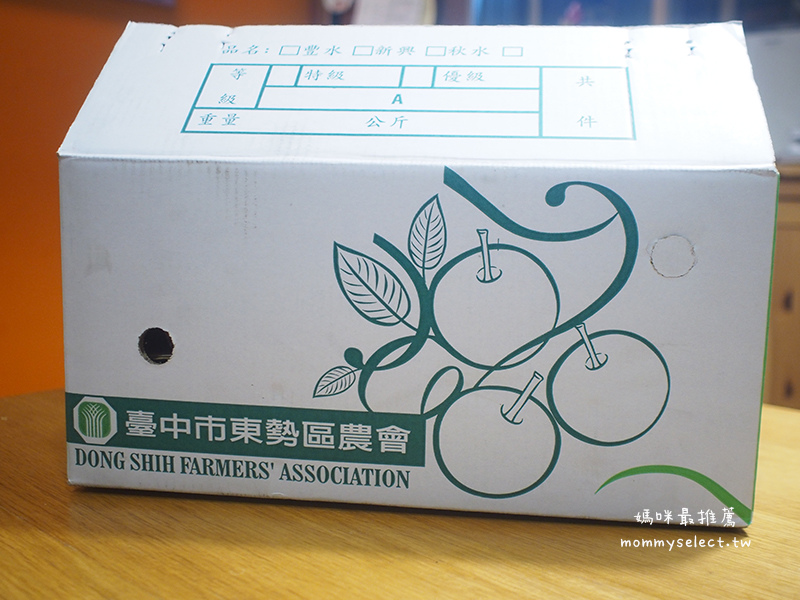 品名: □豐水 □新興 □秋水 □
等級 □特級 □優級 共 件
A
重量 公斤
臺中市東勢區農會
DONG SHIH FARMERS' ASSOCIATION
媽咪最推薦
mommyselect.tw